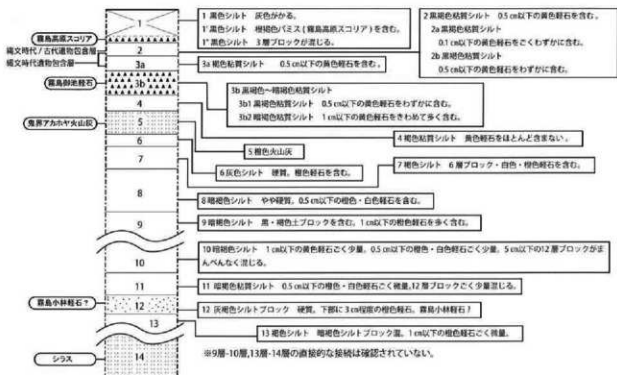 1 黒色シルト 灰色がかる。
1' 黒色シルト 橙褐色パミス(霧島高原スコリア)を含む。
1" 黒色シルト 3層ブロックが混じる。
2 黒褐色粘質シルト 0.5㎝以下の黄色軽石を含む。
2a 黒褐色粘質シルト
0.1㎝以下の黄色軽石をごくわずかに含む。
2b 黒褐色粘質シルト
0.5㎝以下の黄色軽石をわずかに含む。
霧島高原スコリア
縄文時代/古代遺物包含層
縄文時代遺物包含層
霧島御池軽石
鬼界アカホヤ火山灰
霧島小林軽石?
シラス
1
2
3a
3b
4
5
6
7
8
9
10
11
12
13
14
3a 褐色粘質シルト 0.5㎝以下の黄色軽石を含む。
3b 黒褐色~暗褐色粘質シルト
3b1 黒褐色粘質シルト 0.5㎝以下の黄色軽石をわずかに含む。
3b2 暗褐色粘質シルト 1㎝以下の黄色軽石をきわめて多く含む。
4 褐色粘質シルト 黄色軽石をほとんど含まない。
5 橙色火山灰
6 灰色シルト 硬質。橙色軽石を含む。
7 褐色シルト 6層ブロック・白色・橙色軽石を含む。
8 暗褐色シルト やや硬質。0.5㎝以下の橙色・白色軽石を含む。
9 暗褐色シルト 黒・褐色土ブロックを含む。1㎝以下の橙色軽石を多く含む。
10 暗褐色シルト 1㎝以下の黄色軽石ごく少量。0.5㎝以下の橙色・白色軽石ごく少量。5㎝以下の12層ブロックがま
んべんなく混じる。
11 暗褐色粘質シルト 0.5㎝以下の橙色・白色軽石ごく微量,12層ブロックごく少量混じる。
12 灰褐色シルトブロック 硬質。下部に3㎝程度の橙色軽石。霧島小林軽石?
13 褐色シルト 暗褐色シルトブロック混。1㎝以下の橙色軽石ごく微量。
※9層-10層,13層-14層の直接的な接続は確認されていない。